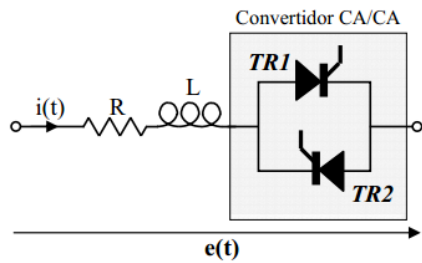 Convertidor CA/CA
TR1
i(t)
R
L
TR2
e(t)